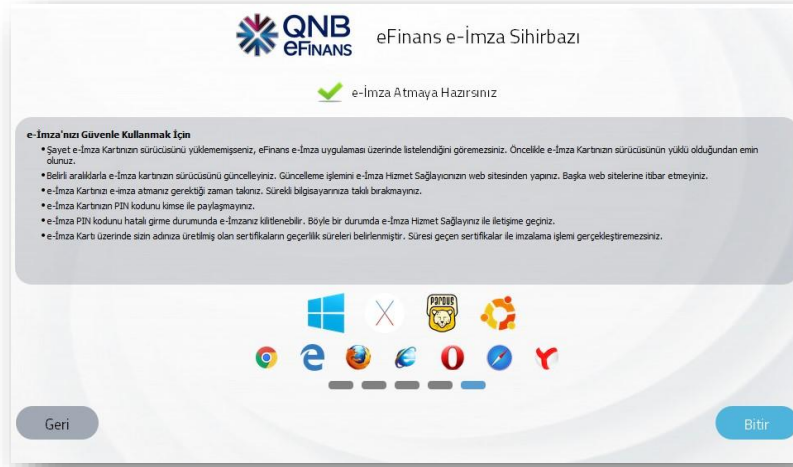 QNB
eFINANS
eFinans e-İmza Sihirbazı
e-İmza Atmaya Hazırsınız
e-İmza'nızı Güvenle Kullanmak İçin
• Şayet e-İmza Kartınızın sürücüsünü yüklememişseniz, eFinans e-İmza uygulaması üzerinde listelendiğini göremezsiniz. Öncelikle e-İmza Kartınızın sürücüsünün yüklü olduğundan emin
olunuz.
• Belirli aralıklarla e-İmza kartınızın sürücüsünü güncelleyiniz. Güncelleme işlemini e-İmza Hizmet Sağlayıcınızın web sitesinden yapınız. Başka web sitelerine itibar etmeyiniz.
• e-İmza Kartınızı e-imza atmanız gerektiği zaman takınız. Sürekli bilgisayarınıza takılı bırakmayınız.
• e-İmza Kartınızın PIN kodunu kimse ile paylaşmayınız.
• e-İmza PIN kodunu hatalı girme durumunda e-İmzanız kilitlenebilir. Böyle bir durumda e-İmza Hizmet Sağlayınız ile iletişime geçiniz.
• e-İmza Kartı üzerinde sizin adınıza üretilmiş olan sertifikaların geçerlilik süreleri belirlenmiştir. Süresi geçen sertifikalar ile imzalama işlemi gerçekleştiremezsiniz.
PARDUS
Geri
Bitir